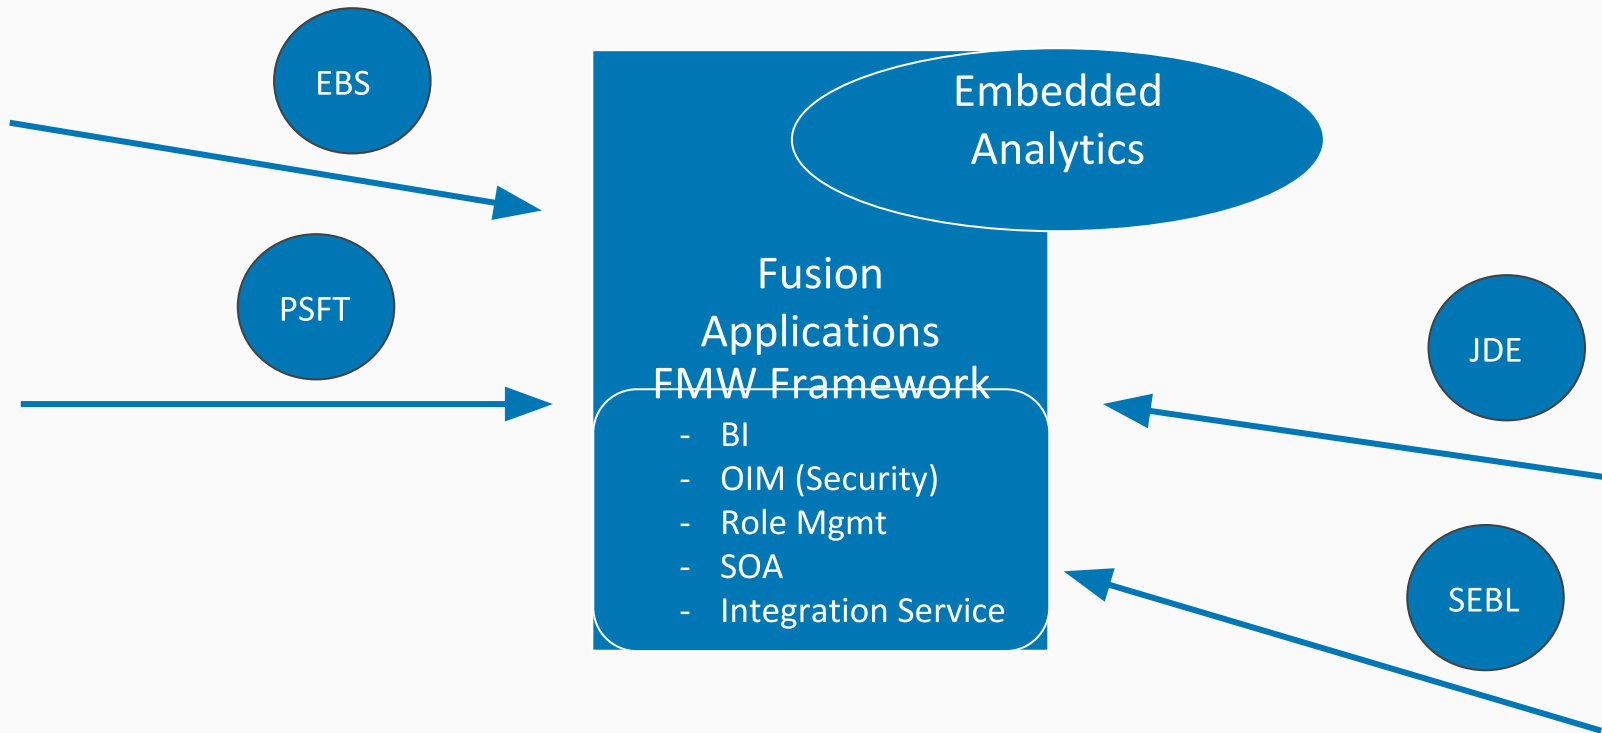 EBS
PSFT
Embedded
Analytics
Fusion
Applications
FMW Framework
- BI
- OIM (Security)
- Role Mgmt
- SOA
- Integration Service
JDE
SEBL